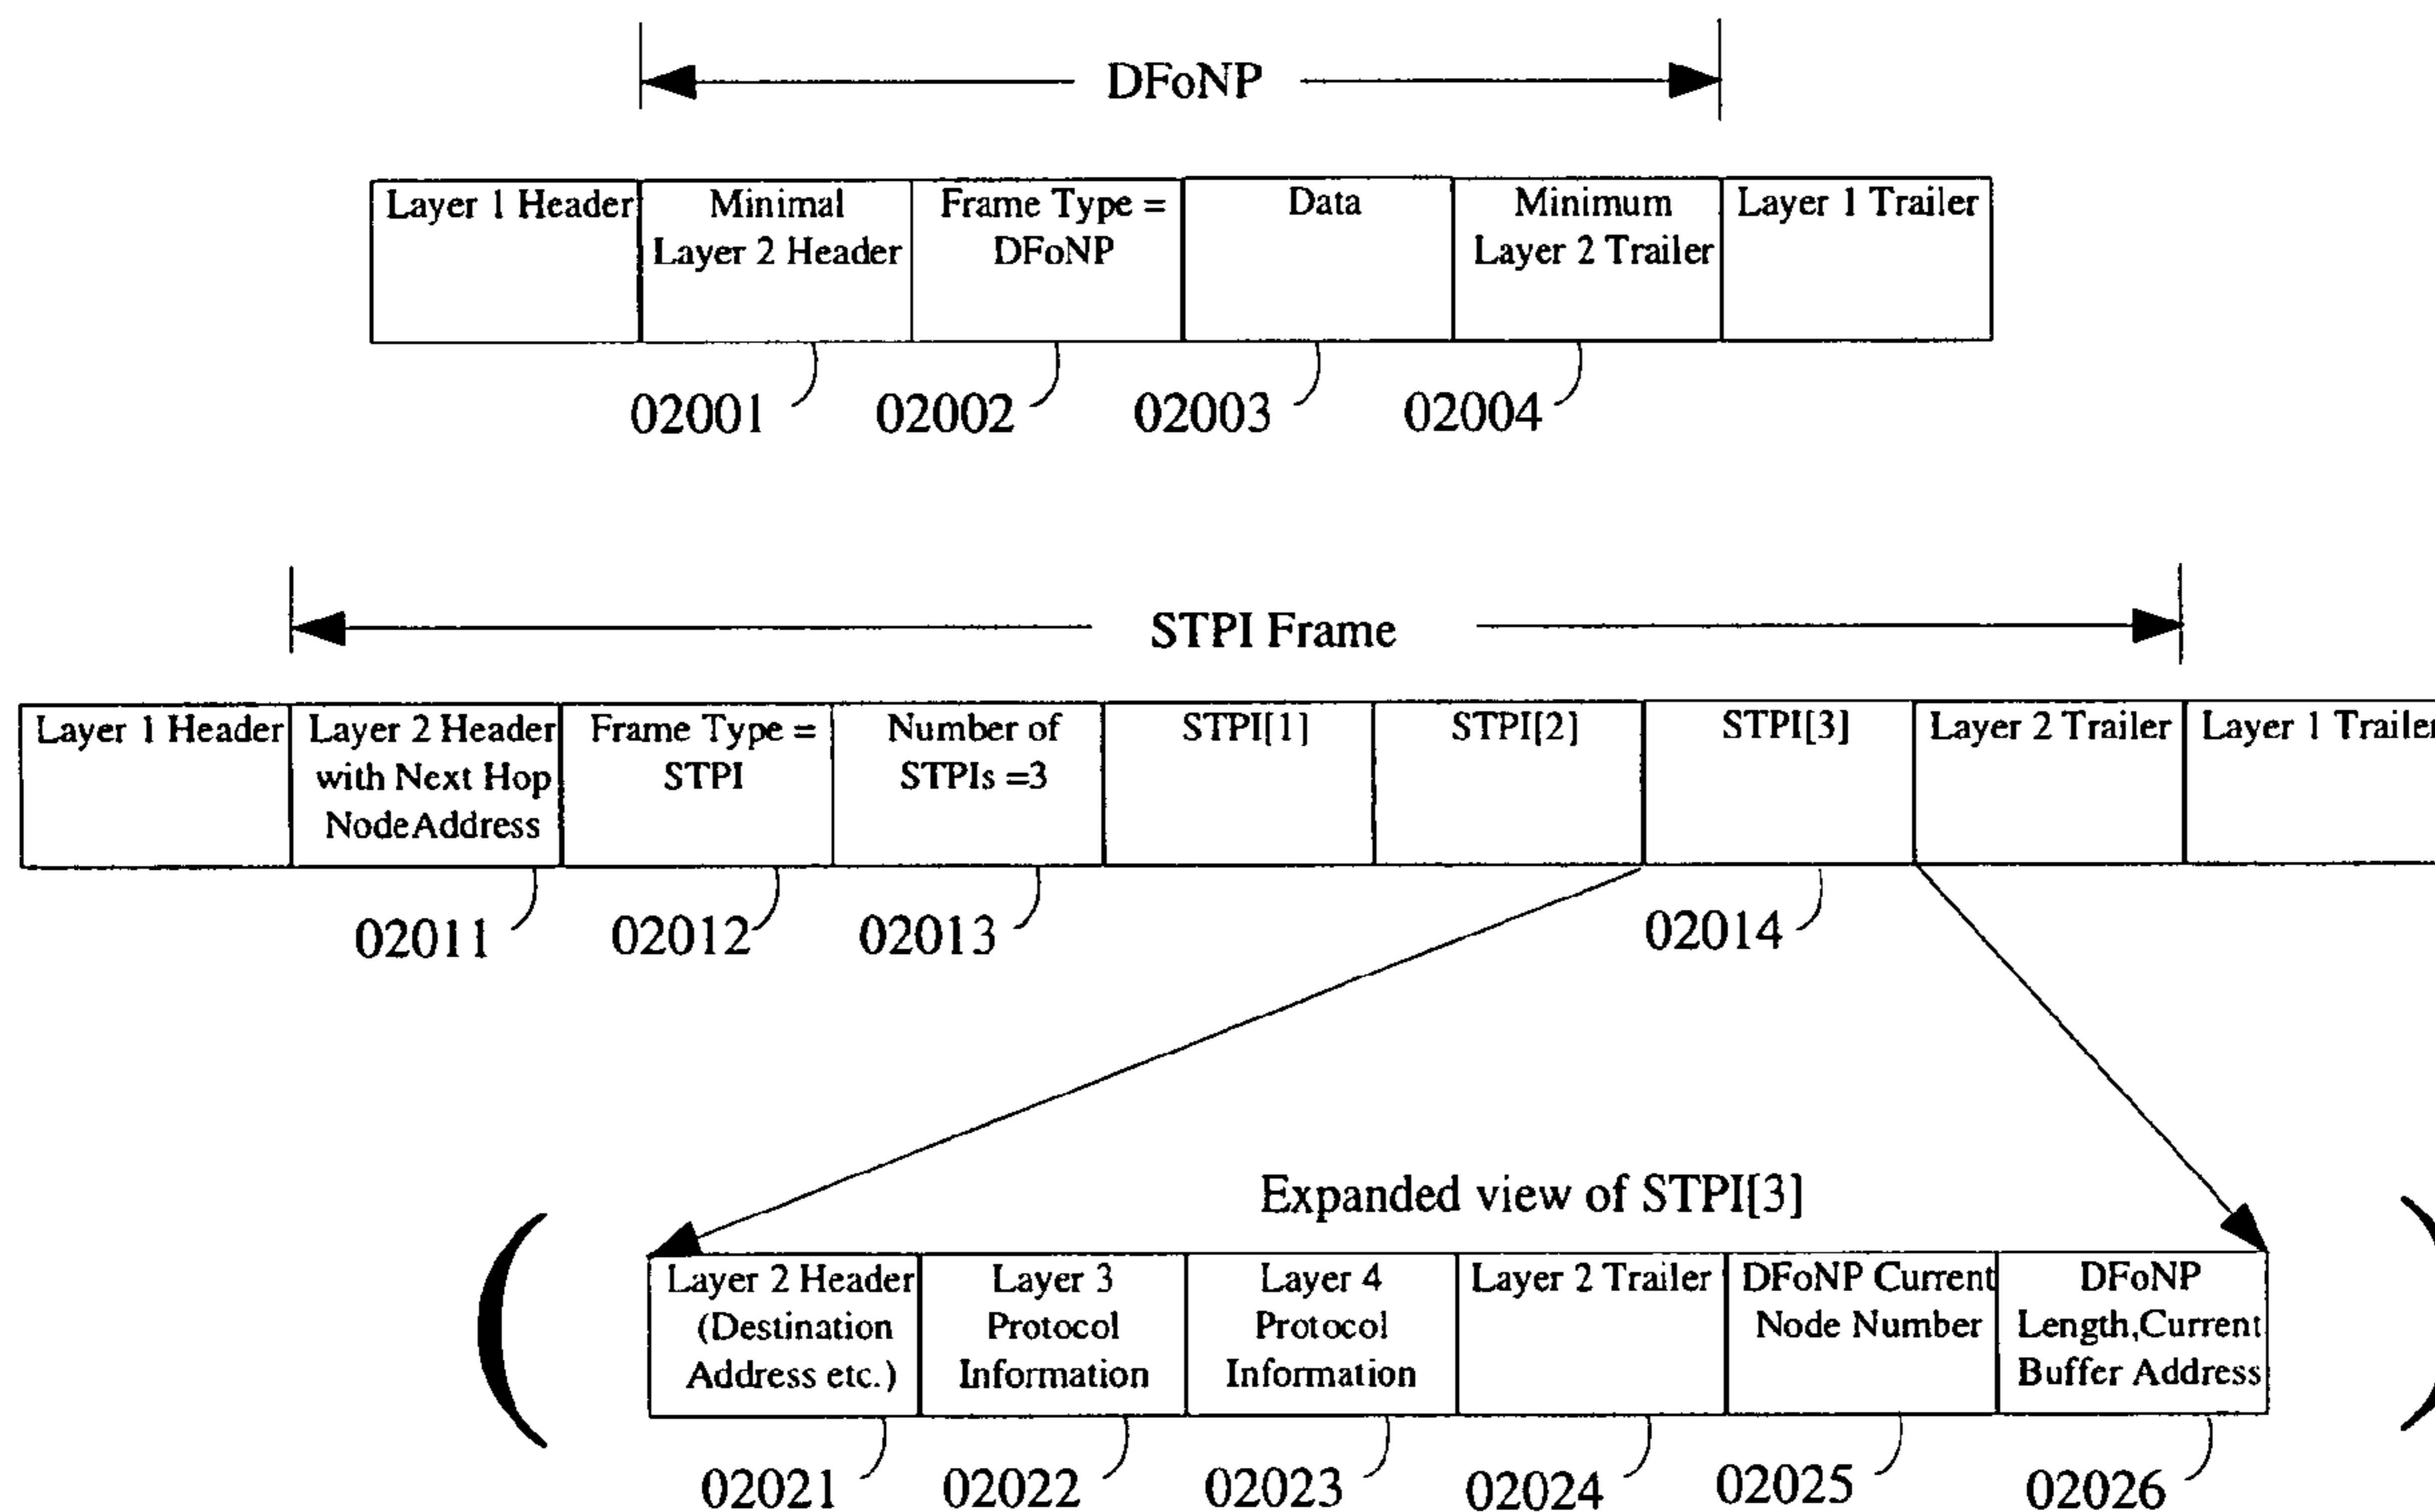 DFoNP
Layer 1 Header
Minimal
Layer 2 Header
Frame Type =
DFoNP
Data
Minimum
Layer 2 Trailer
Layer 1 Trailer
02001
02002
02003
02004
STPI Frame
Layer 1 Header
Layer 2 Header
with Next Hop
NodeAddress
Frame Type =
STPI
Number of
STPIs =3
STPI[1]
STPI[2]
STPI[3]
Layer 2 Trailer
Layer 1 Trailer
02011
02012
02013
02014
Expanded view of STPI[3]
Layer 2 Header
(Destination
Address etc.)
Layer 3
Protocol
Information
Layer 4
Protocol
Information
Layer 2 Trailer
DFoNP Current
Node Number
DFoNP
Length,Current
Buffer Address
02021
02022
02023
02024
02025
02026